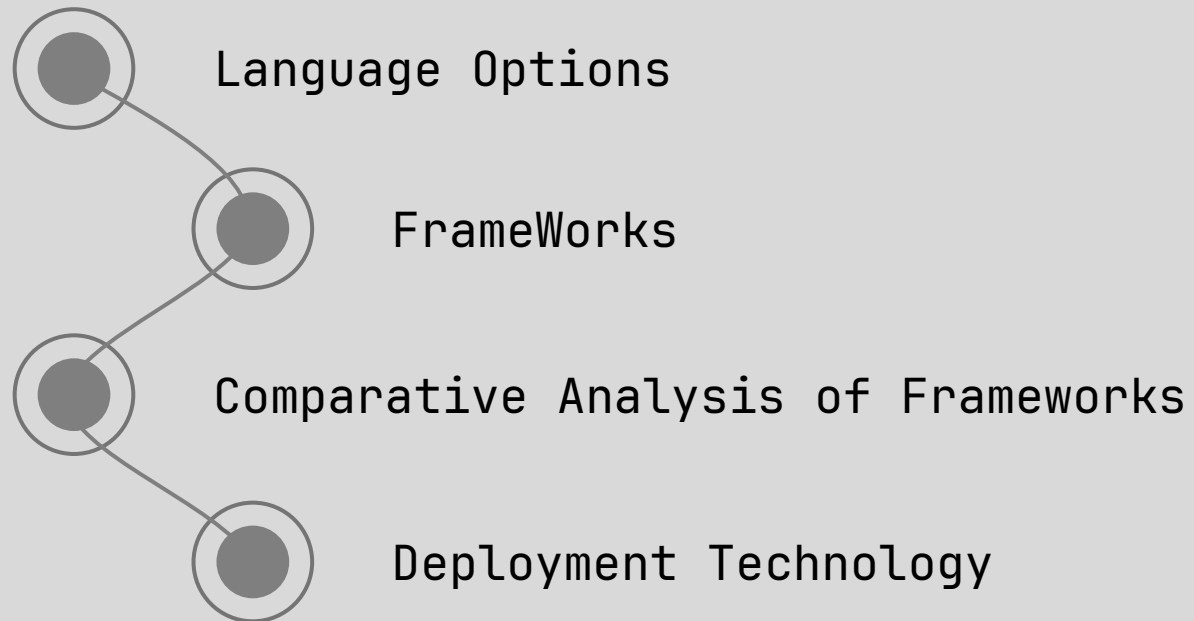 Language Options
FrameWorks
Comparative Analysis of Frameworks
Deployment Technology